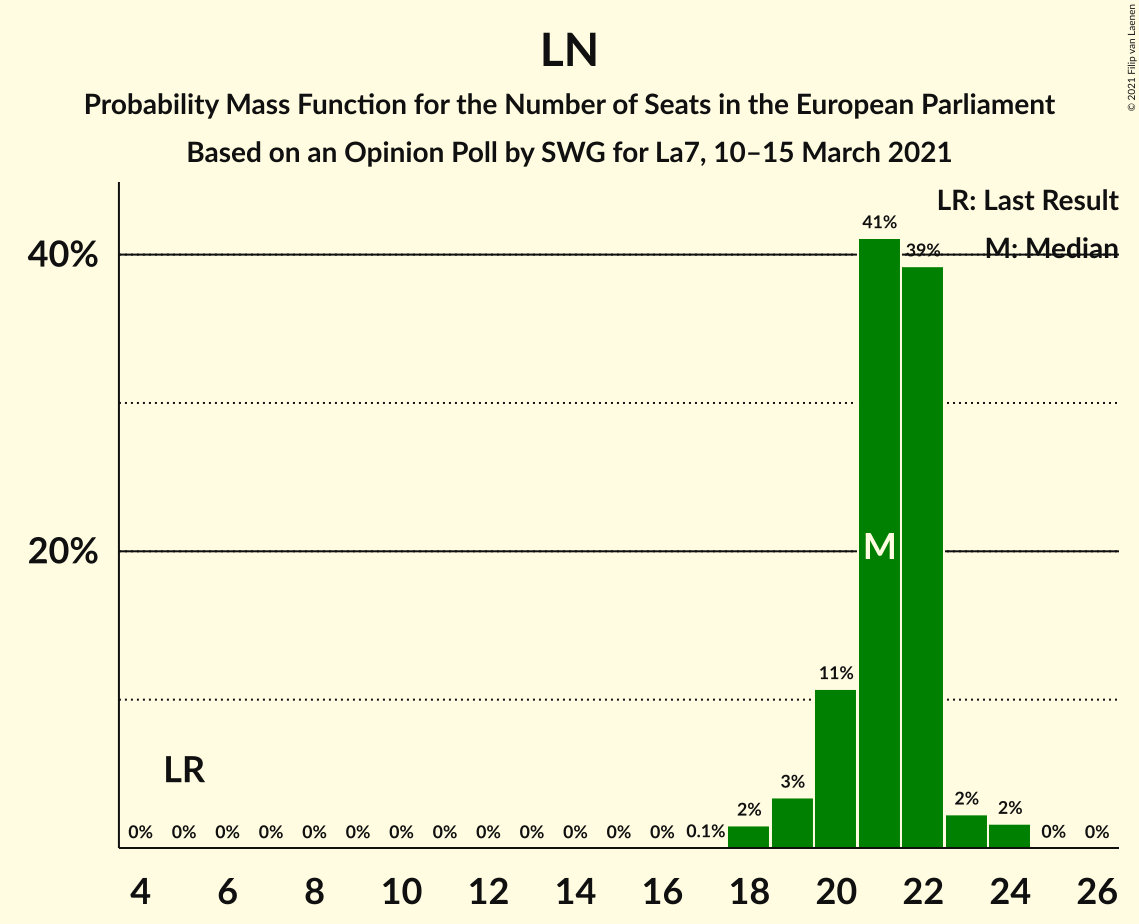 LN
Probability Mass Function for the Number of Seats in the European Parliament
Based on an Opinion Poll by SWG for La7, 10–15 March 2021
© 2021 Filip van Laenen
LR: Last Result
M: Median
40%
20%
41%
39%
M
11%
LR
0% 0% 0% 0% 0% 0% 0% 0% 0% 0% 0% 0% 0% 0.1% 2% 3% 2% 2% 0% 0%
4 6 8 10 12 14 16 18 20 22 24 26